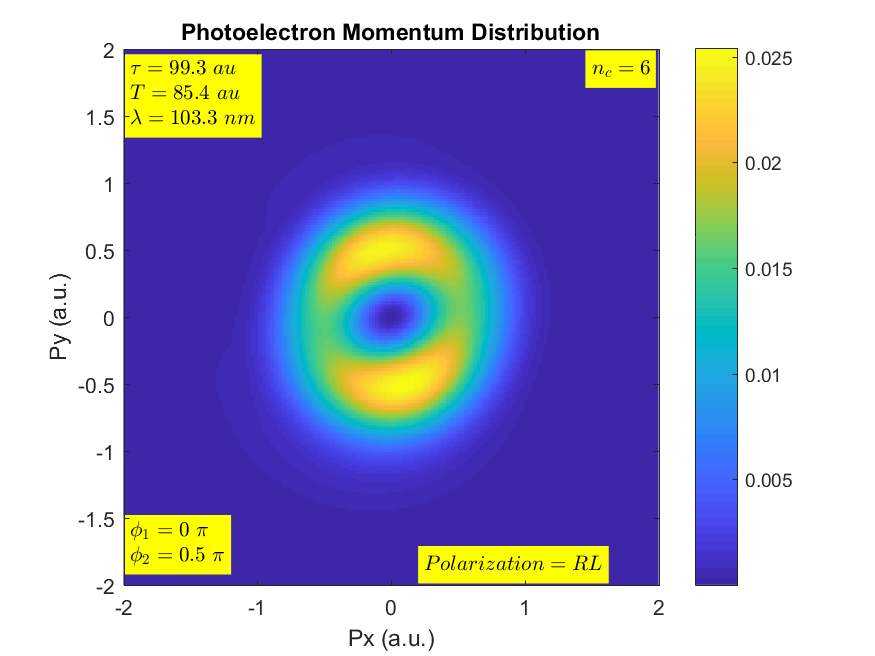 Photoelectron Momentum Distribution
τ = 99.3 au
T = 85.4 au
λ = 103.3 nm
n_c = 6
ϕ_1 = 0 π
ϕ_2 = 0.5 π
Polarization = RL
2
1.5
1
0.5
0
-0.5
-1
-1.5
-2
Py (a.u.)
-2
-1
0
1
2
Px (a.u.)
0.025
0.02
0.015
0.01
0.005